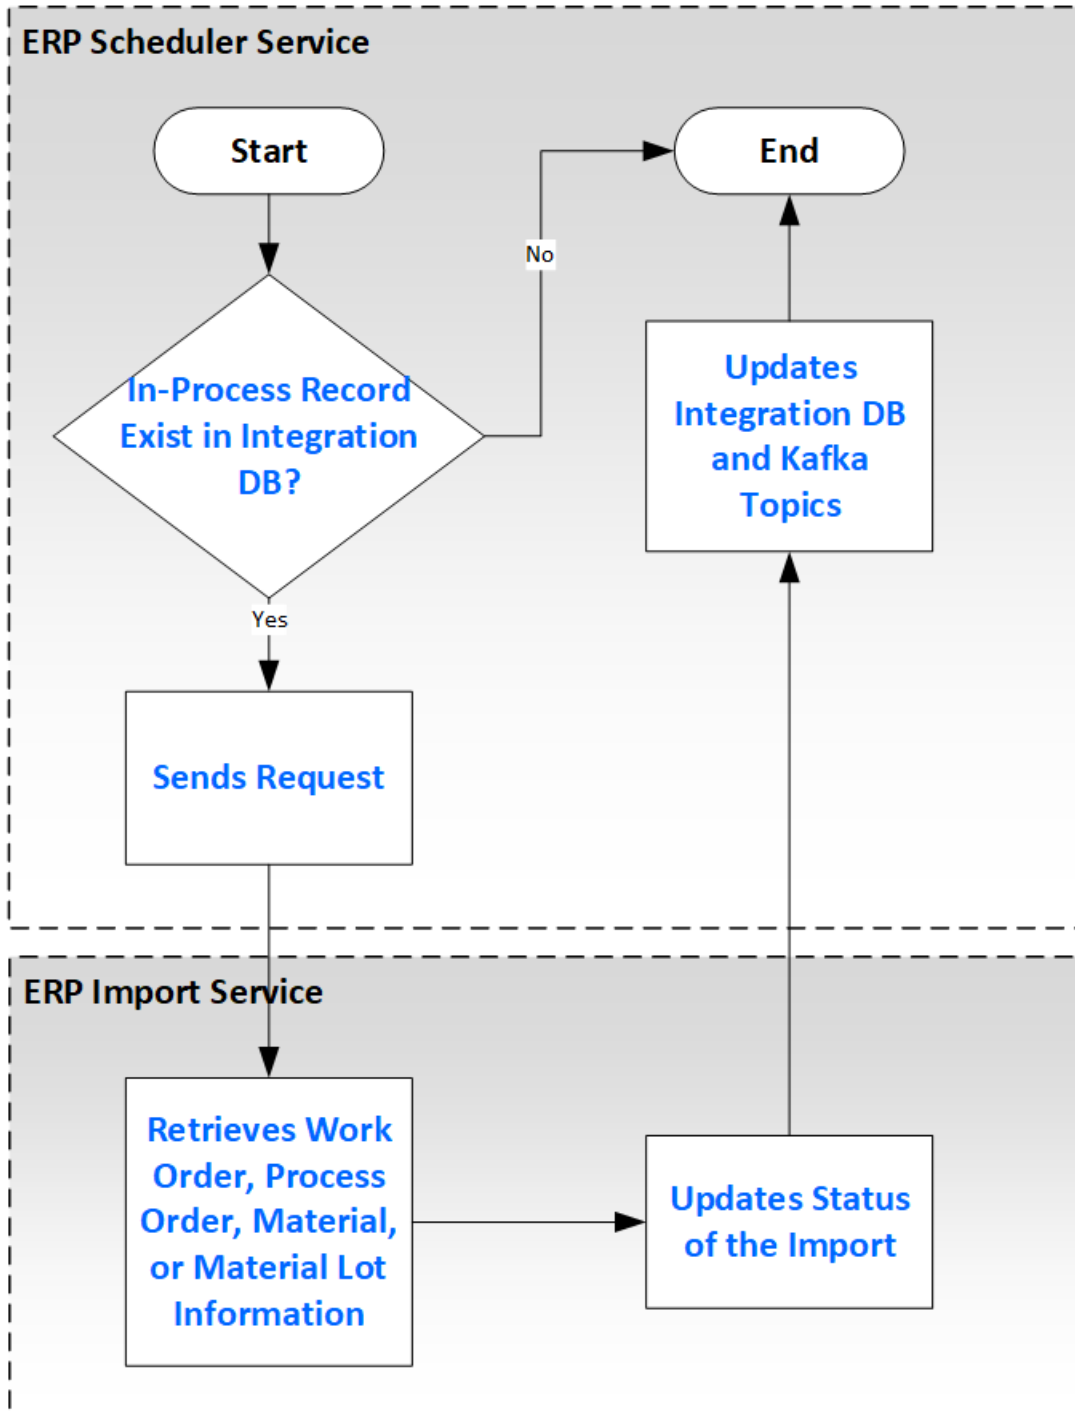 ERP Scheduler Service
Start
End
No
In-Process Record
Exist in Integration
DB?
Updates
Integration DB
and Kafka
Topics
Yes
Sends Request
ERP Import Service
Retrieves Work
Order, Process
Order, Material,
or Material Lot
Information
Updates Status
of the Import